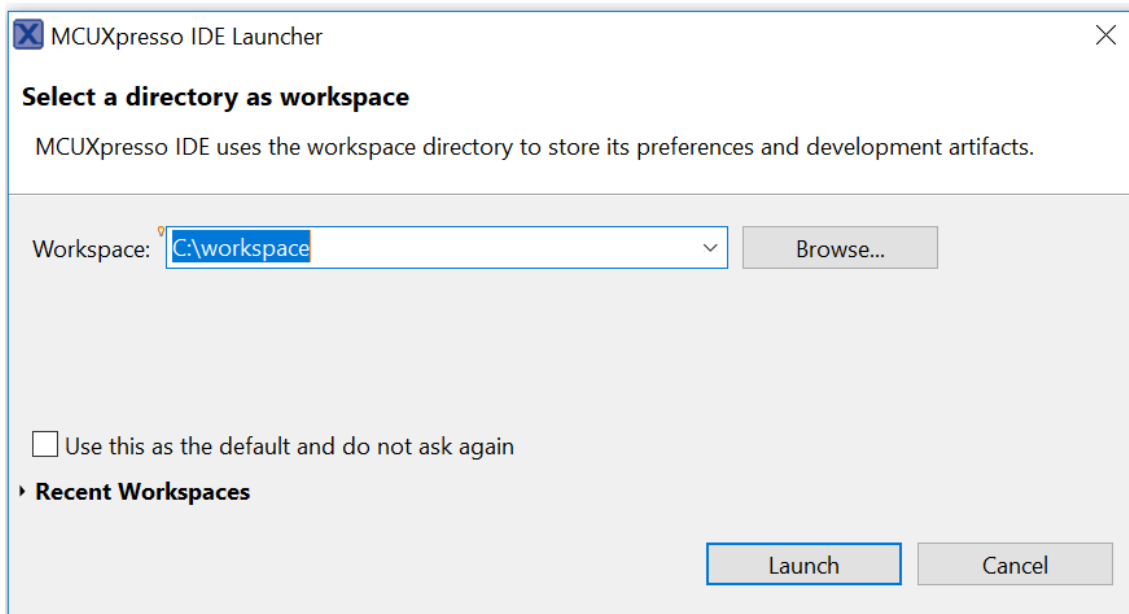 MCUXpresso IDE Launcher
Select a directory as workspace
MCUXpresso IDE uses the workspace directory to store its preferences and development artifacts.
Workspace: C:\workspace Browse...
Use this as the default and do not ask again
Recent Workspaces
Launch Cancel